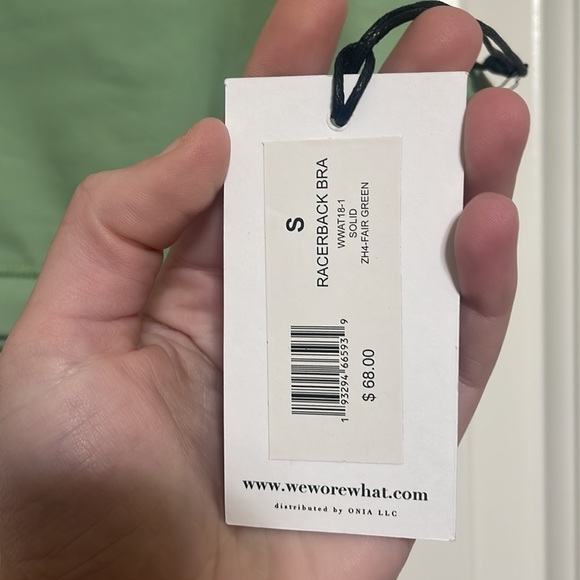 S
RACERBACK BRA
WWAT18-1
SOLID
ZH4-FAIR GREEN
1 93294 66593 9
$ 68.00
www.weworewhat.com
distributed by ONIA LLC